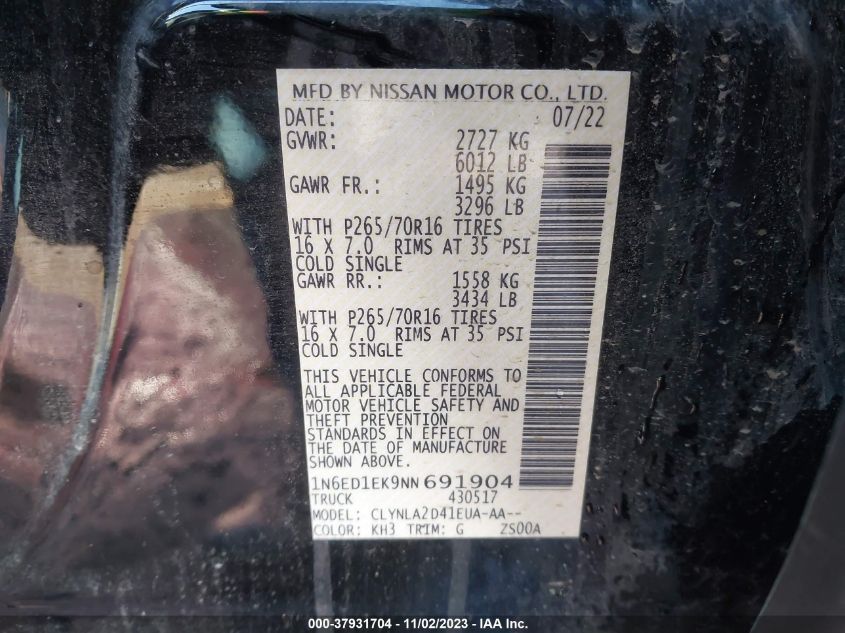 MFD BY NISSAN MOTOR CO., LTD.
DATE: 07/22
GVWR: 2727 KG
6012 LB
GAWR FR.: 1495 KG
3296 LB
WITH P265/70R16 TIRES
16 X 7.0 RIMS AT 35 PSI
COLD SINGLE
GAWR RR.: 1558 KG
3434 LB
WITH P265/70R16 TIRES
16 X 7.0 RIMS AT 35 PSI
COLD SINGLE
THIS VEHICLE CONFORMS TO
ALL APPLICABLE FEDERAL
MOTOR VEHICLE SAFETY AND
THEFT PREVENTION
STANDARDS IN EFFECT ON
THE DATE OF MANUFACTURE
SHOWN ABOVE.
1N6ED1EK9NN691904
TRUCK 430517
MODEL: CLYNLA2D41EUA-AA--
COLOR: KH3 TRIM: G ZS00A
000-37931704 - 11/02/2023 - IAA Inc.